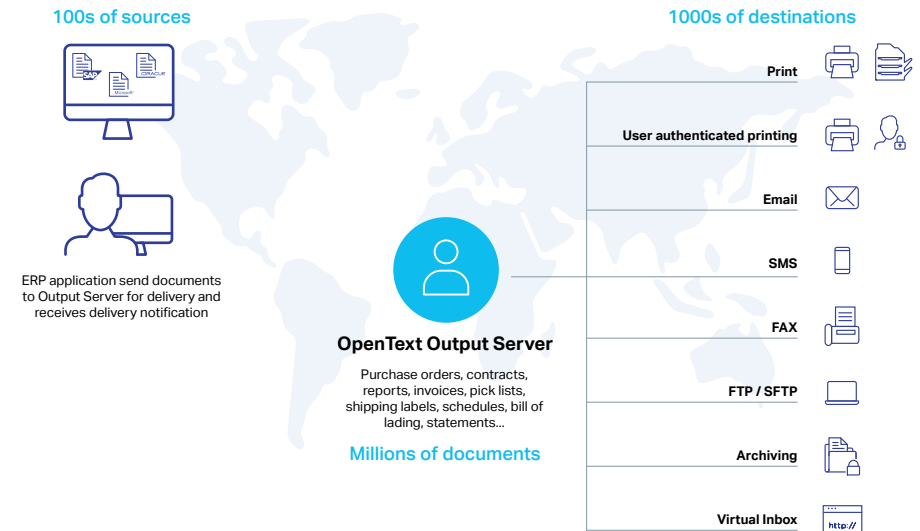 100s of sources
1000s of destinations
SAP
ORACLE
Microsoft
ERP application send documents
to Output Server for delivery and
receives delivery notification
OpenText Output Server
Purchase orders, contracts,
reports, invoices, pick lists,
shipping labels, schedules, bill of
lading, statements...
Millions of documents
Print
User authenticated printing
Email
SMS
FAX
FTP / SFTP
Archiving
Virtual Inbox
http://